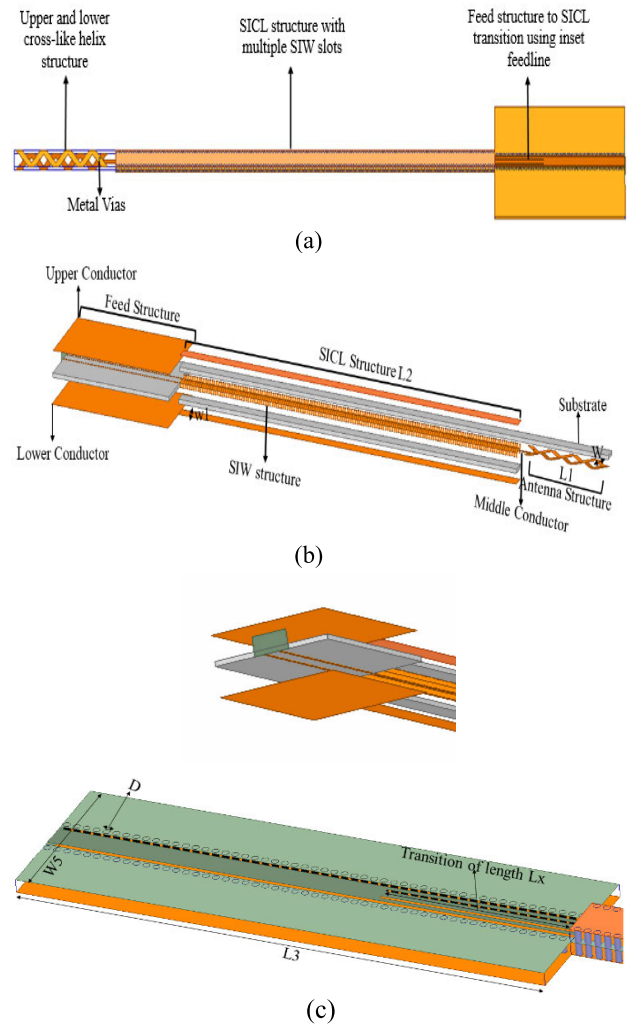 Upper and lower
cross-like helix
structure
SICL structure with
multiple SIW slots
Feed structure to SICL
transition using inset
feedline
Metal Vias
(a)
Upper Conductor
Feed Structure
SICL Structure L2
Substrate
w1
W
L1
Lower Conductor
SIW structure
Antenna Structure
Middle Conductor
(b)
D
W5
Transition of length Lx
L3
(c)